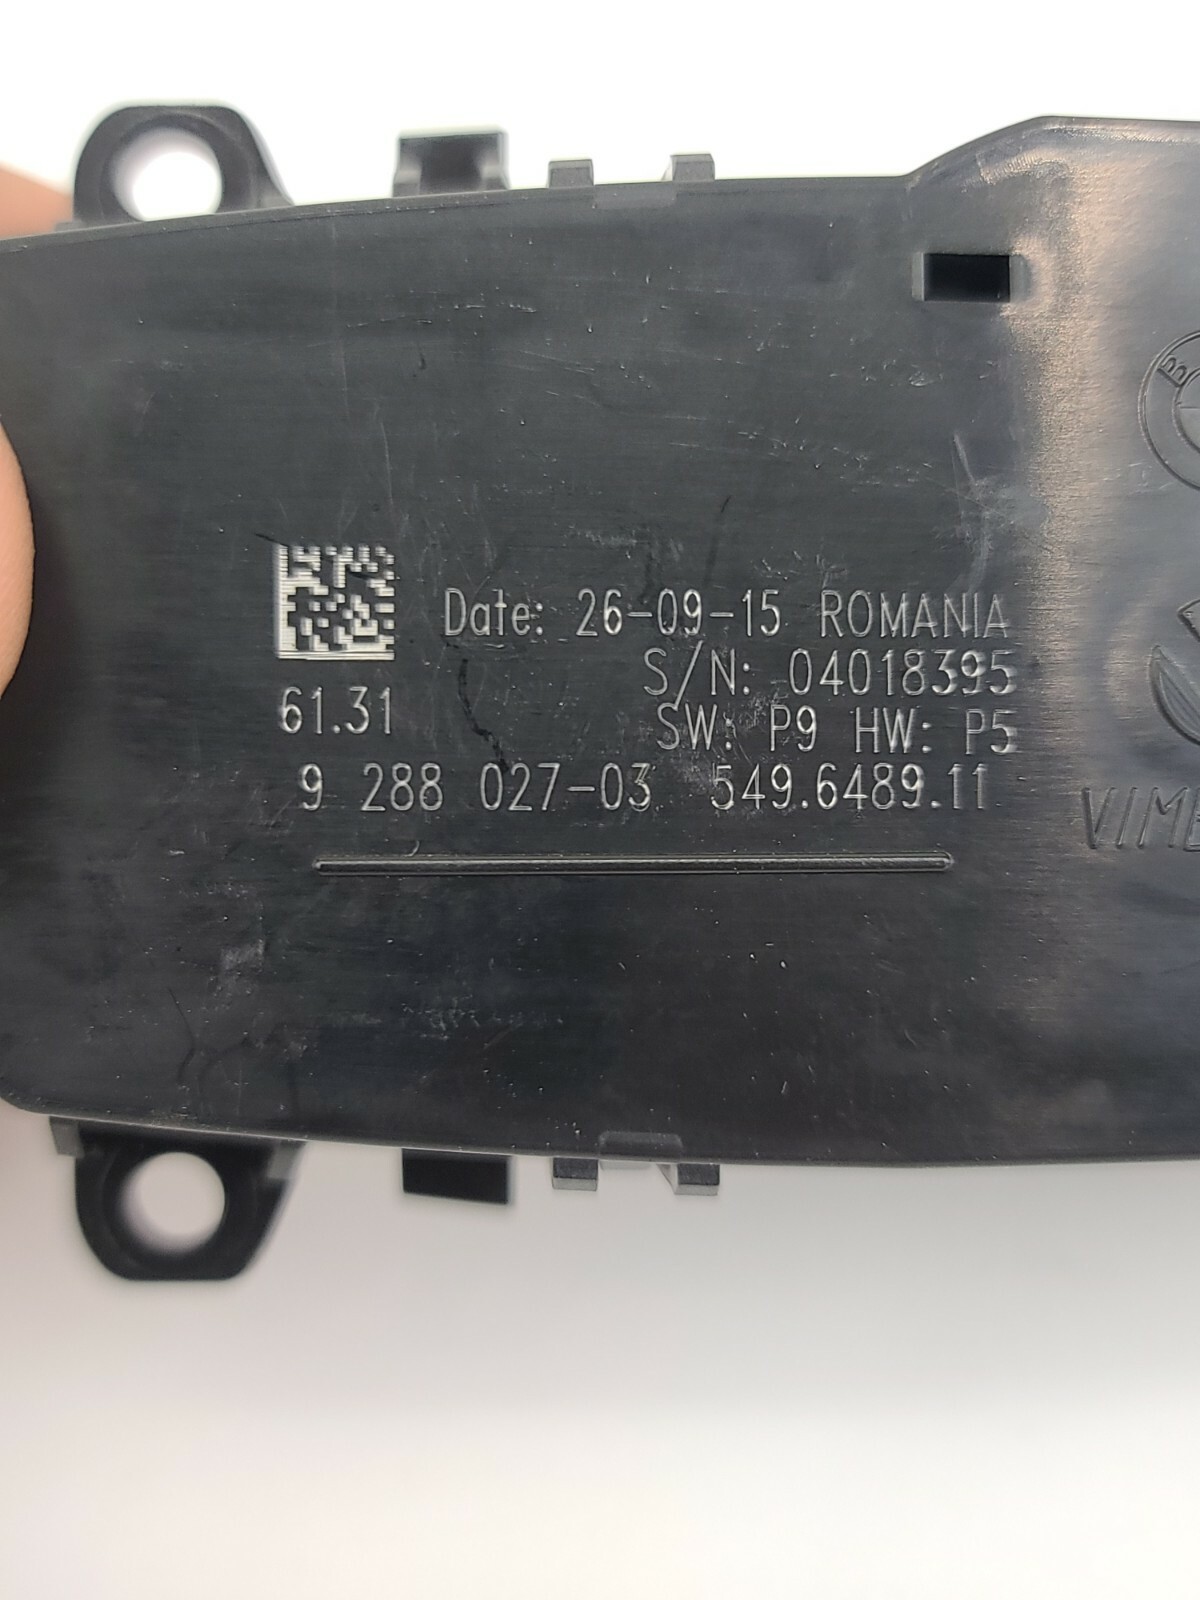 Date: 26-09-15 ROMANIA
S/N: 04018395
61.31
SW: P9 HW: P5
9 288 027-03 549.6489.11